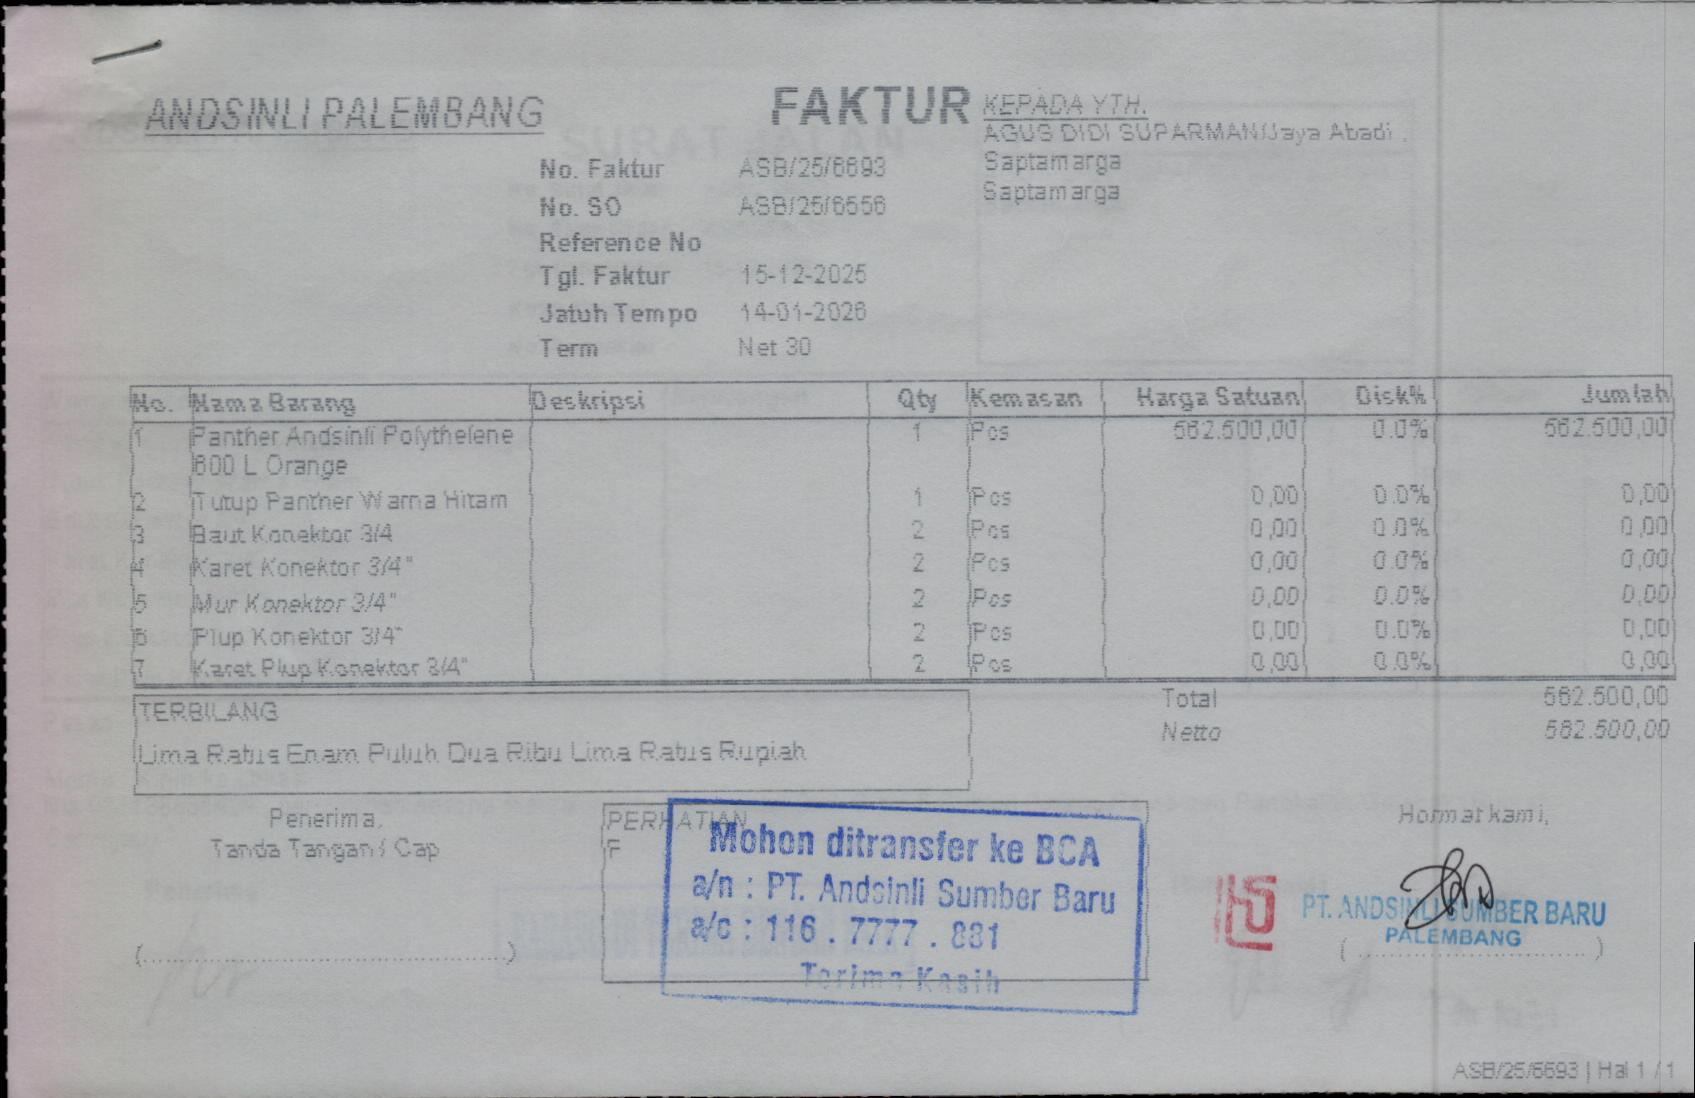 ANDSINLI PALEMBANG
FAKTUR
KEPADA YTH.
AGUS DIDI SUPARMAN/Jaya Abadi .
Saptamarga
Saptamarga
No. Faktur ASB/25/6693
No. SO ASB/25/6556
Reference No
Tgl. Faktur 15-12-2025
Jatuh Tempo 14-01-2026
Term Net 30
No. Nama Barang Deskripsi Qty Kemasan Harga Satuan Disk% Jumlah
1 Panther Andsinli Polythelene 1 Pcs 562.500,00 0.0% 562.500,00
600 L Orange
2 Tutup Panther Warna Hitam 1 Pcs 0,00 0.0% 0,00
3 Baut Konektor 3/4 2 Pcs 0,00 0.0% 0,00
4 Karet Konektor 3/4" 2 Pcs 0,00 0.0% 0,00
5 Mur Konektor 3/4" 2 Pcs 0,00 0.0% 0,00
6 Plup Konektor 3/4" 2 Pcs 0,00 0.0% 0,00
7 Karet Plup Konektor 3/4" 2 Pcs 0,00 0.0% 0,00
Total 562.500,00
Netto 562.500,00
TERBILANG
Lima Ratus Enam Puluh Dua Ribu Lima Ratus Rupiah
Penerima,
Tanda Tangan / Cap
(........................................)
PERHATIAN
F
Mohon ditransfer ke BCA
a/n : PT. Andsinli Sumber Baru
a/c : 116 . 7777 . 881
Terima Kasih
Hormat kami,
PT. ANDSINLI SUMBER BARU
PALEMBANG
(..........................)
ASB/25/6693 | Hal 1 / 1
SURAT JALAN